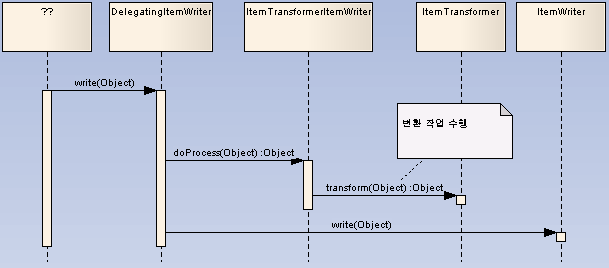 ??
DelegatingItemWriter
ItemTransformerItemWriter
ItemTransformer
ItemWriter
write(Object)
변환 작업 수행
doProcess(Object) :Object
transform(Object) :Object
write(Object)